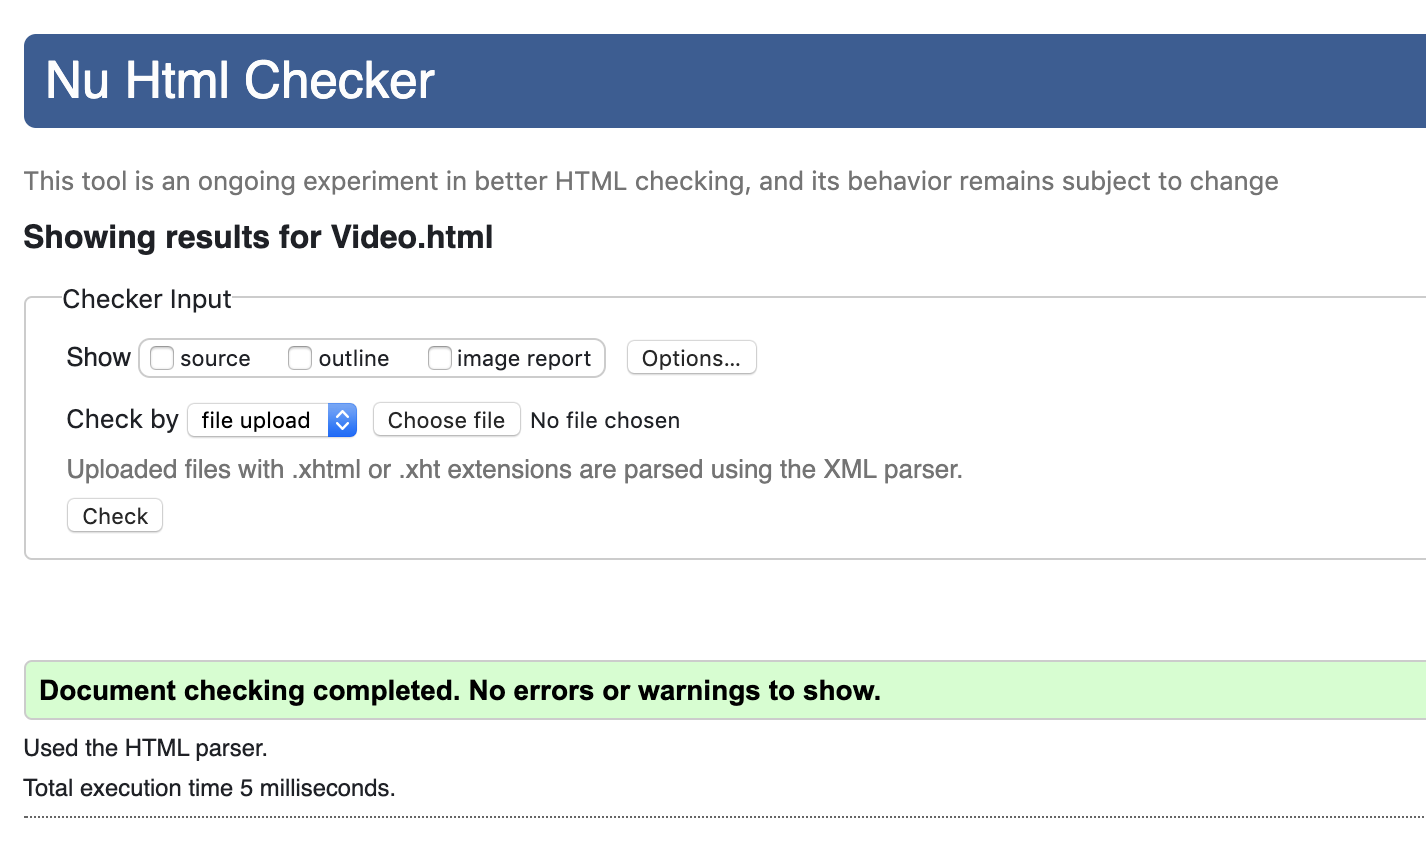 Nu Html Checker
This tool is an ongoing experiment in better HTML checking, and its behavior remains subject to change
Showing results for Video.html
Checker Input
Show source outline image report Options...
Check by file upload Choose file No file chosen
Uploaded files with .xhtml or .xht extensions are parsed using the XML parser.
Check
Document checking completed. No errors or warnings to show.
Used the HTML parser.
Total execution time 5 milliseconds.